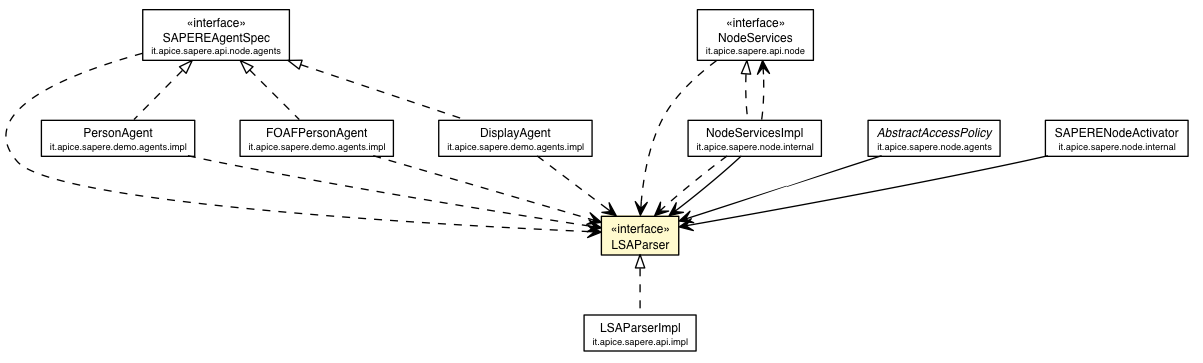 «interface»
SAPEREAgentSpec
it.apice.sapere.api.node.agents
«interface»
NodeServices
it.apice.sapere.api.node
PersonAgent
it.apice.sapere.demo.agents.impl
FOAFPersonAgent
it.apice.sapere.demo.agents.impl
DisplayAgent
it.apice.sapere.demo.agents.impl
NodeServicesImpl
it.apice.sapere.node.internal
AbstractAccessPolicy
it.apice.sapere.node.agents
SAPERENodeActivator
it.apice.sapere.node.internal
«interface»
LSAParser
LSAParserImpl
it.apice.sapere.api.impl